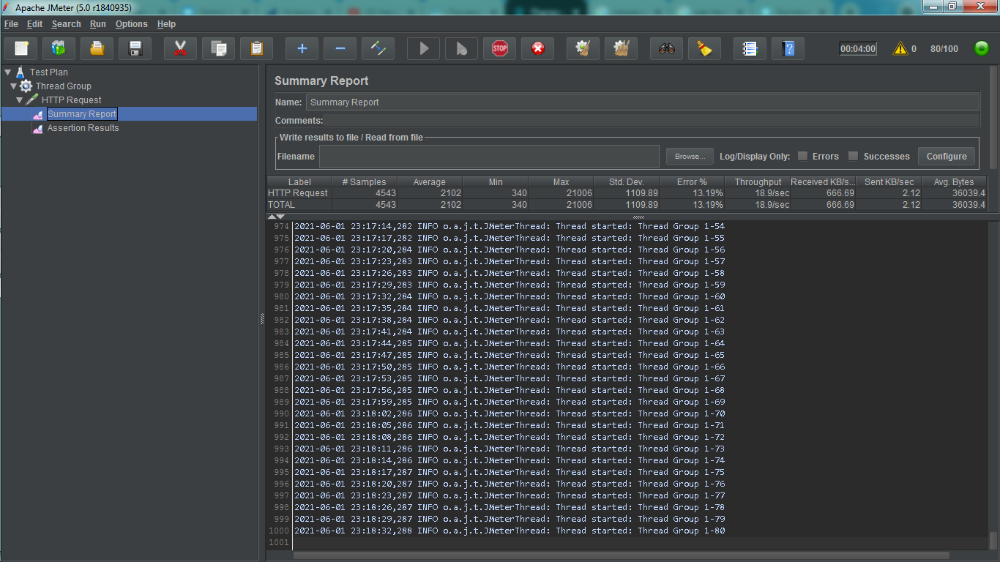 Apache JMeter (5.0 r1840935)
File Edit Search Run Options Help
STOP 00:04:00 0 80/100
Test Plan
Thread Group
HTTP Request
Summary Report
Assertion Results
Summary Report
Name: Summary Report
Comments:
Write results to file / Read from file
Filename Browse... Log/Display Only: Errors Successes Configure
Label # Samples Average Min Max Std. Dev. Error % Throughput Received KB/s... Sent KB/sec Avg. Bytes
HTTP Request 4543 2102 340 21006 1109.89 13.19% 18.9/sec 666.69 2.12 36039.4
TOTAL 4543 2102 340 21006 1109.89 13.19% 18.9/sec 666.69 2.12 36039.4
974 2021-06-01 23:17:14,282 INFO o.a.j.t.JMeterThread: Thread started: Thread Group 1-54
975 2021-06-01 23:17:17,282 INFO o.a.j.t.JMeterThread: Thread started: Thread Group 1-55
976 2021-06-01 23:17:20,284 INFO o.a.j.t.JMeterThread: Thread started: Thread Group 1-56
977 2021-06-01 23:17:23,283 INFO o.a.j.t.JMeterThread: Thread started: Thread Group 1-57
978 2021-06-01 23:17:26,283 INFO o.a.j.t.JMeterThread: Thread started: Thread Group 1-58
979 2021-06-01 23:17:29,283 INFO o.a.j.t.JMeterThread: Thread started: Thread Group 1-59
980 2021-06-01 23:17:32,284 INFO o.a.j.t.JMeterThread: Thread started: Thread Group 1-60
981 2021-06-01 23:17:35,284 INFO o.a.j.t.JMeterThread: Thread started: Thread Group 1-61
982 2021-06-01 23:17:38,284 INFO o.a.j.t.JMeterThread: Thread started: Thread Group 1-62
983 2021-06-01 23:17:41,284 INFO o.a.j.t.JMeterThread: Thread started: Thread Group 1-63
984 2021-06-01 23:17:44,285 INFO o.a.j.t.JMeterThread: Thread started: Thread Group 1-64
985 2021-06-01 23:17:47,285 INFO o.a.j.t.JMeterThread: Thread started: Thread Group 1-65
986 2021-06-01 23:17:50,285 INFO o.a.j.t.JMeterThread: Thread started: Thread Group 1-66
987 2021-06-01 23:17:53,285 INFO o.a.j.t.JMeterThread: Thread started: Thread Group 1-67
988 2021-06-01 23:17:56,285 INFO o.a.j.t.JMeterThread: Thread started: Thread Group 1-68
989 2021-06-01 23:17:59,285 INFO o.a.j.t.JMeterThread: Thread started: Thread Group 1-69
990 2021-06-01 23:18:02,286 INFO o.a.j.t.JMeterThread: Thread started: Thread Group 1-70
991 2021-06-01 23:18:05,286 INFO o.a.j.t.JMeterThread: Thread started: Thread Group 1-71
992 2021-06-01 23:18:08,286 INFO o.a.j.t.JMeterThread: Thread started: Thread Group 1-72
993 2021-06-01 23:18:11,286 INFO o.a.j.t.JMeterThread: Thread started: Thread Group 1-73
994 2021-06-01 23:18:14,286 INFO o.a.j.t.JMeterThread: Thread started: Thread Group 1-74
995 2021-06-01 23:18:17,287 INFO o.a.j.t.JMeterThread: Thread started: Thread Group 1-75
996 2021-06-01 23:18:20,287 INFO o.a.j.t.JMeterThread: Thread started: Thread Group 1-76
997 2021-06-01 23:18:23,287 INFO o.a.j.t.JMeterThread: Thread started: Thread Group 1-77
998 2021-06-01 23:18:26,287 INFO o.a.j.t.JMeterThread: Thread started: Thread Group 1-78
999 2021-06-01 23:18:29,287 INFO o.a.j.t.JMeterThread: Thread started: Thread Group 1-79
1000 2021-06-01 23:18:32,288 INFO o.a.j.t.JMeterThread: Thread started: Thread Group 1-80
1001